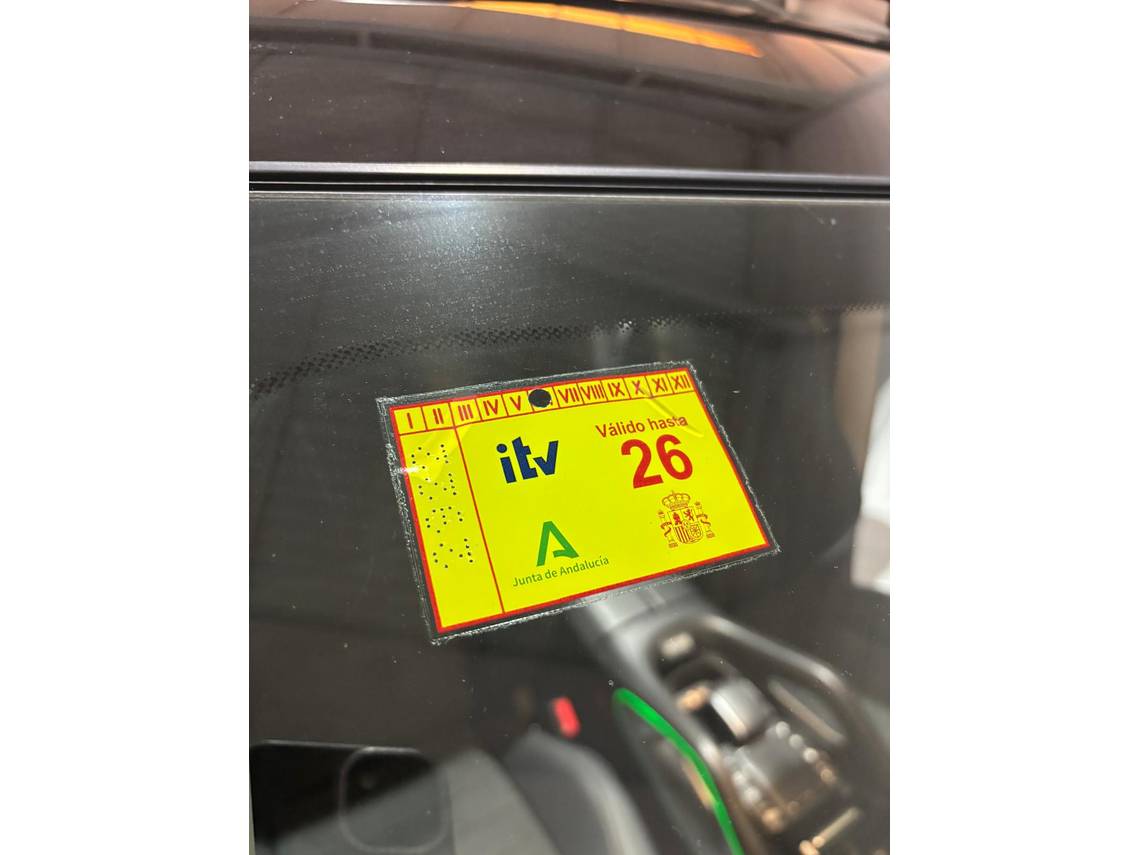 I II III IV V VII VIII IX X XI XII
itv
Válido hasta
26
Junta de Andalucía